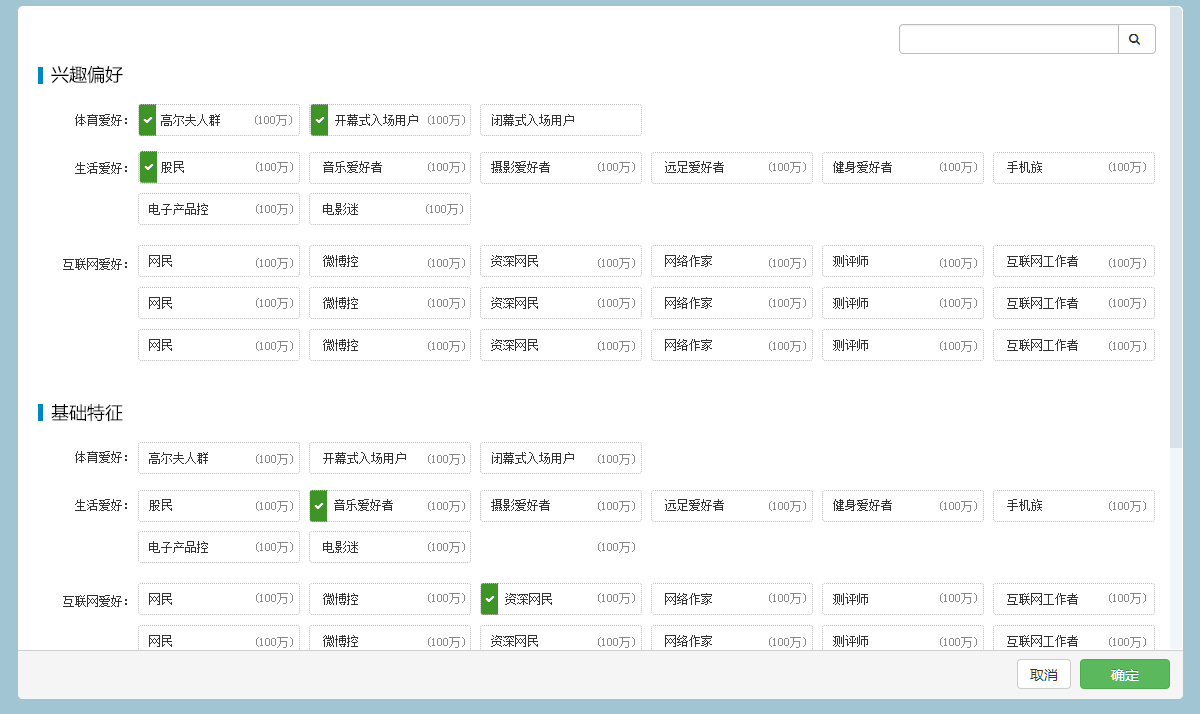 兴趣偏好
体育爱好： 高尔夫人群 (100万) 开幕式入场用户 (100万) 闭幕式入场用户
生活爱好： 股民 (100万) 音乐爱好者 (100万) 摄影爱好者 (100万) 远足爱好者 (100万) 健身爱好者 (100万) 手机族 (100万)
电子产品控 (100万) 电影迷 (100万)
互联网爱好： 网民 (100万) 微博控 (100万) 资深网民 (100万) 网络作家 (100万) 测评师 (100万) 互联网工作者 (100万)
网民 (100万) 微博控 (100万) 资深网民 (100万) 网络作家 (100万) 测评师 (100万) 互联网工作者 (100万)
网民 (100万) 微博控 (100万) 资深网民 (100万) 网络作家 (100万) 测评师 (100万) 互联网工作者 (100万)
基础特征
体育爱好： 高尔夫人群 (100万) 开幕式入场用户 (100万) 闭幕式入场用户 (100万)
生活爱好： 股民 (100万) 音乐爱好者 (100万) 摄影爱好者 (100万) 远足爱好者 (100万) 健身爱好者 (100万) 手机族 (100万)
电子产品控 (100万) 电影迷 (100万) (100万)
互联网爱好： 网民 (100万) 微博控 (100万) 资深网民 (100万) 网络作家 (100万) 测评师 (100万) 互联网工作者 (100万)
网民 (100万) 微博控 (100万) 资深网民 (100万) 网络作家 (100万) 测评师 (100万) 互联网工作者 (100万)
取消 确定